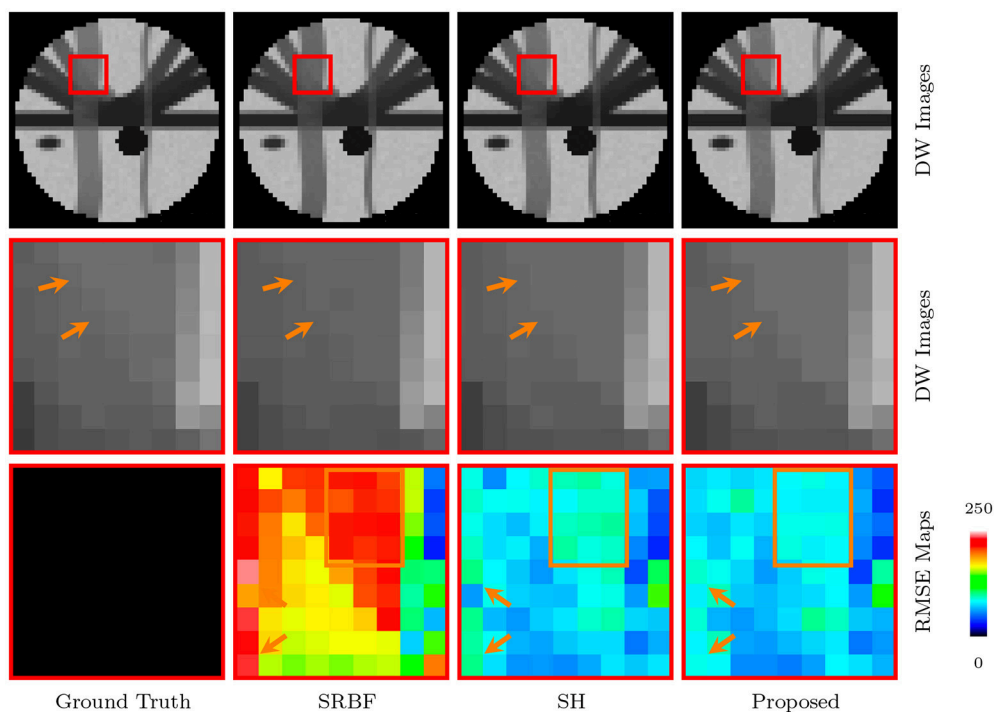 DW Images
DW Images
RMSE Maps
250
0
Ground Truth
SRBF
SH
Proposed